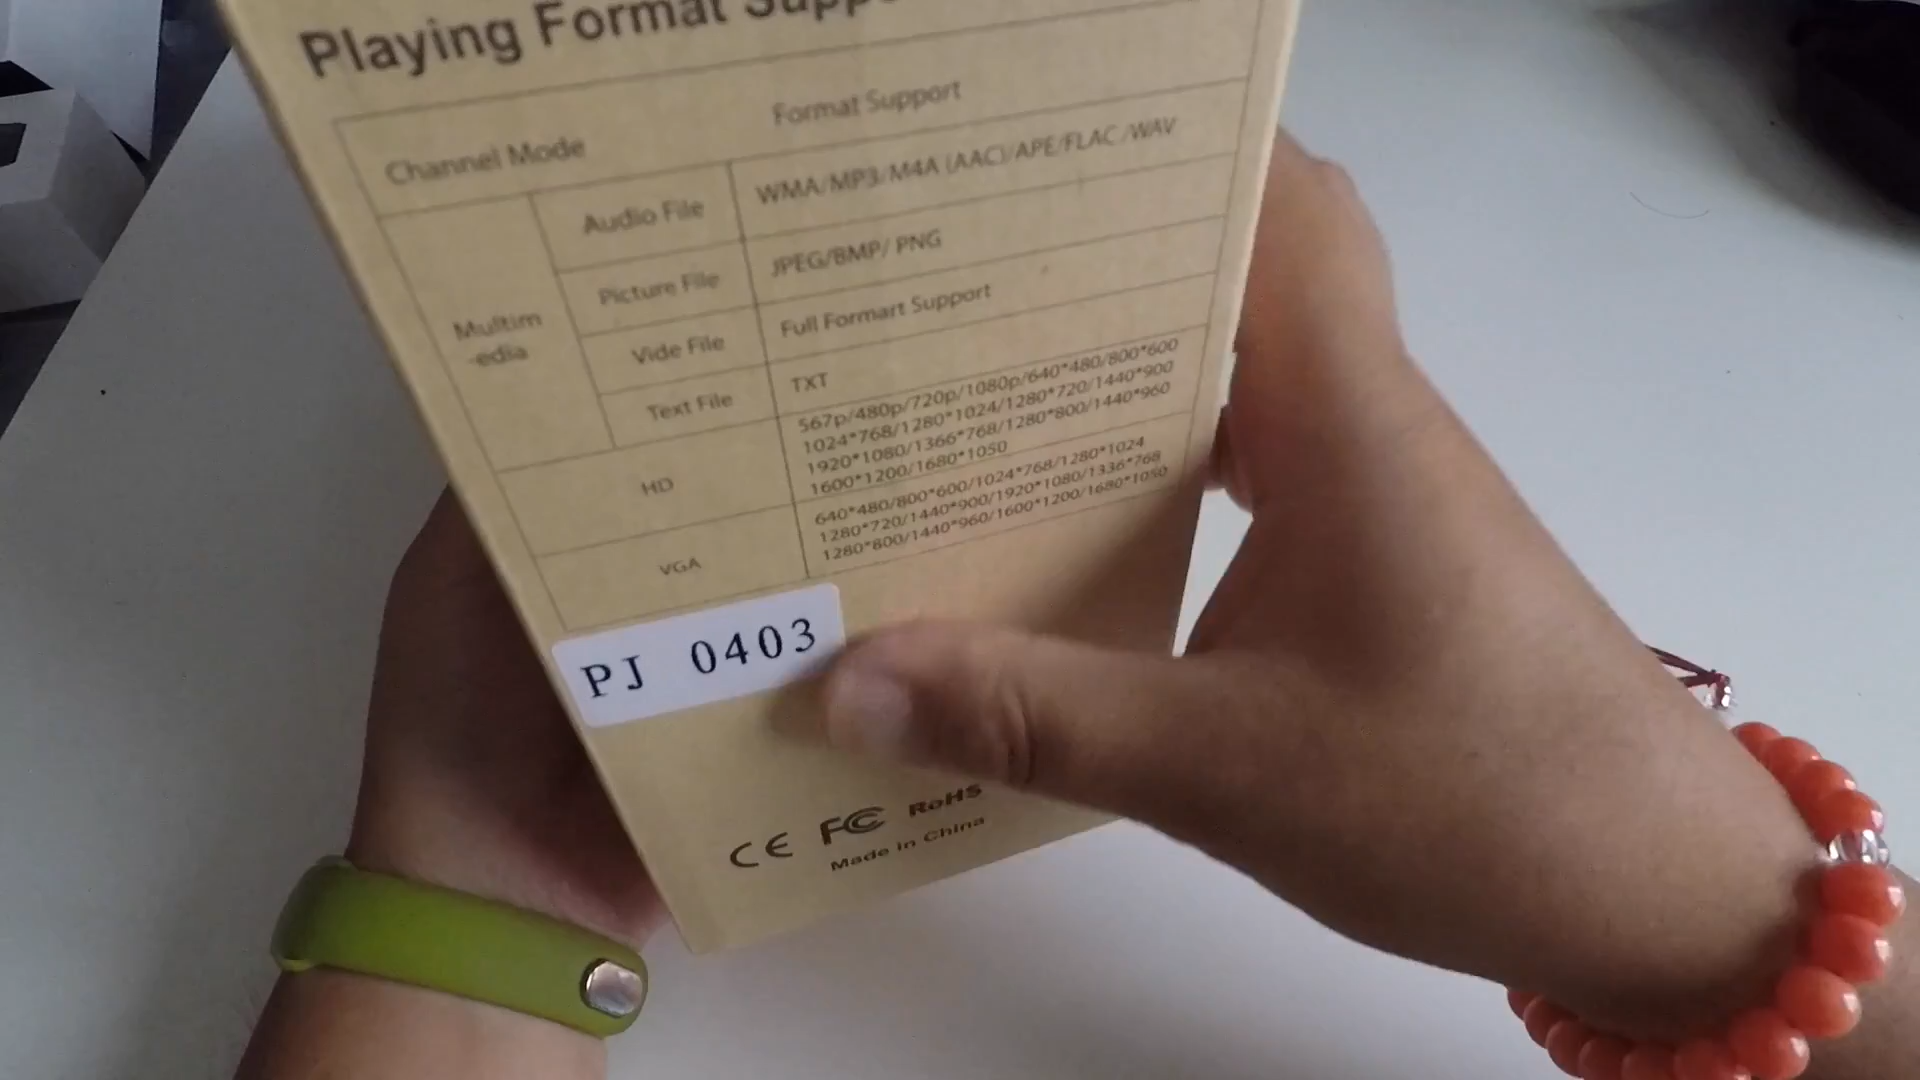 Playing Format Suppo
Format Support
Channel Mode
Audio File
WMA/MP3/M4A (AAC)/APE/FLAC/WAV
Picture File
JPEG/BMP/ PNG
Multim
-edia
Vide File
Full Formart Support
Text File
TXT
HD
567p/480p/720p/1080p/640*480/800*600
1024*768/1280*1024/1280*720/1440*900
1920*1080/1366*768/1280*800/1440*960
1600*1200/1680*1050
VGA
640*480/800*600/1024*768/1280*1024
1280*720/1440*900/1920*1080/1336*768
1280*800/1440*960/1600*1200/1680*1050
PJ 0403
CE FC RoHS
Made in China